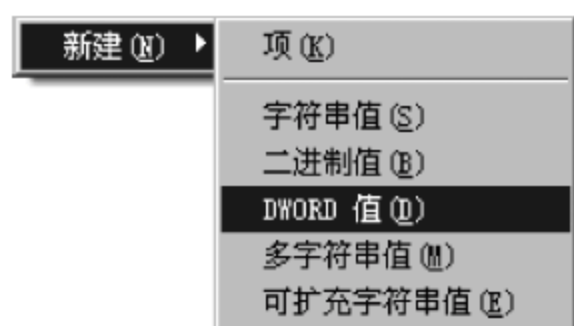 新建(N)
项(K)
字符串值(S)
二进制值(B)
DWORD 值(D)
多字符串值(M)
可扩充字符串值(E)